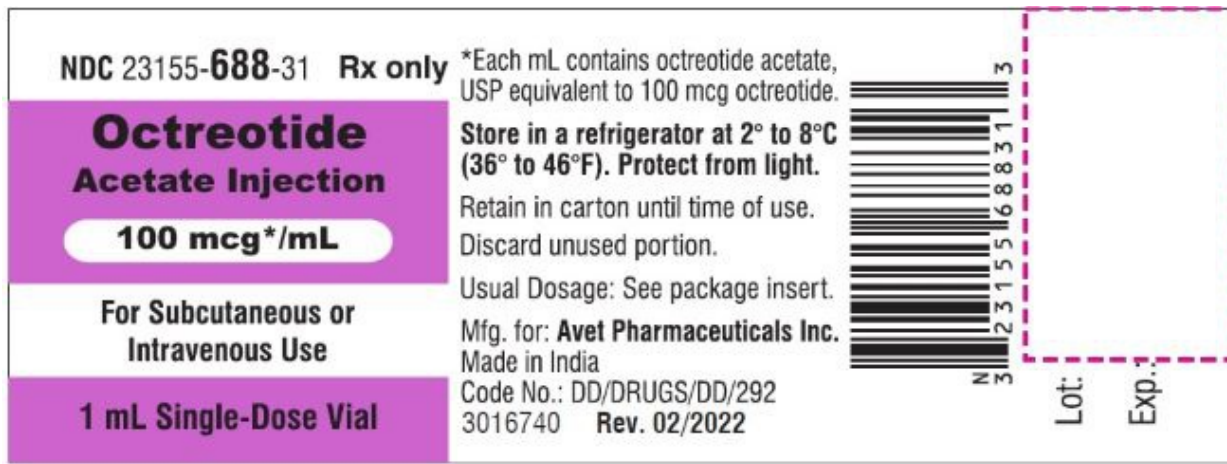 NDC 23155-688-31 Rx only
Octreotide
Acetate Injection
100 mcg*/mL
For Subcutaneous or
Intravenous Use
1 mL Single-Dose Vial
*Each mL contains octreotide acetate,
USP equivalent to 100 mcg octreotide.
Store in a refrigerator at 2° to 8°C
(36° to 46°F). Protect from light.
Retain in carton until time of use.
Discard unused portion.
Usual Dosage: See package insert.
Mfg. for: Avet Pharmaceuticals Inc.
Made in India
Code No.: DD/DRUGS/DD/292
3016740 Rev. 02/2022
N
3 23155 68831 3
Lot:
Exp.: